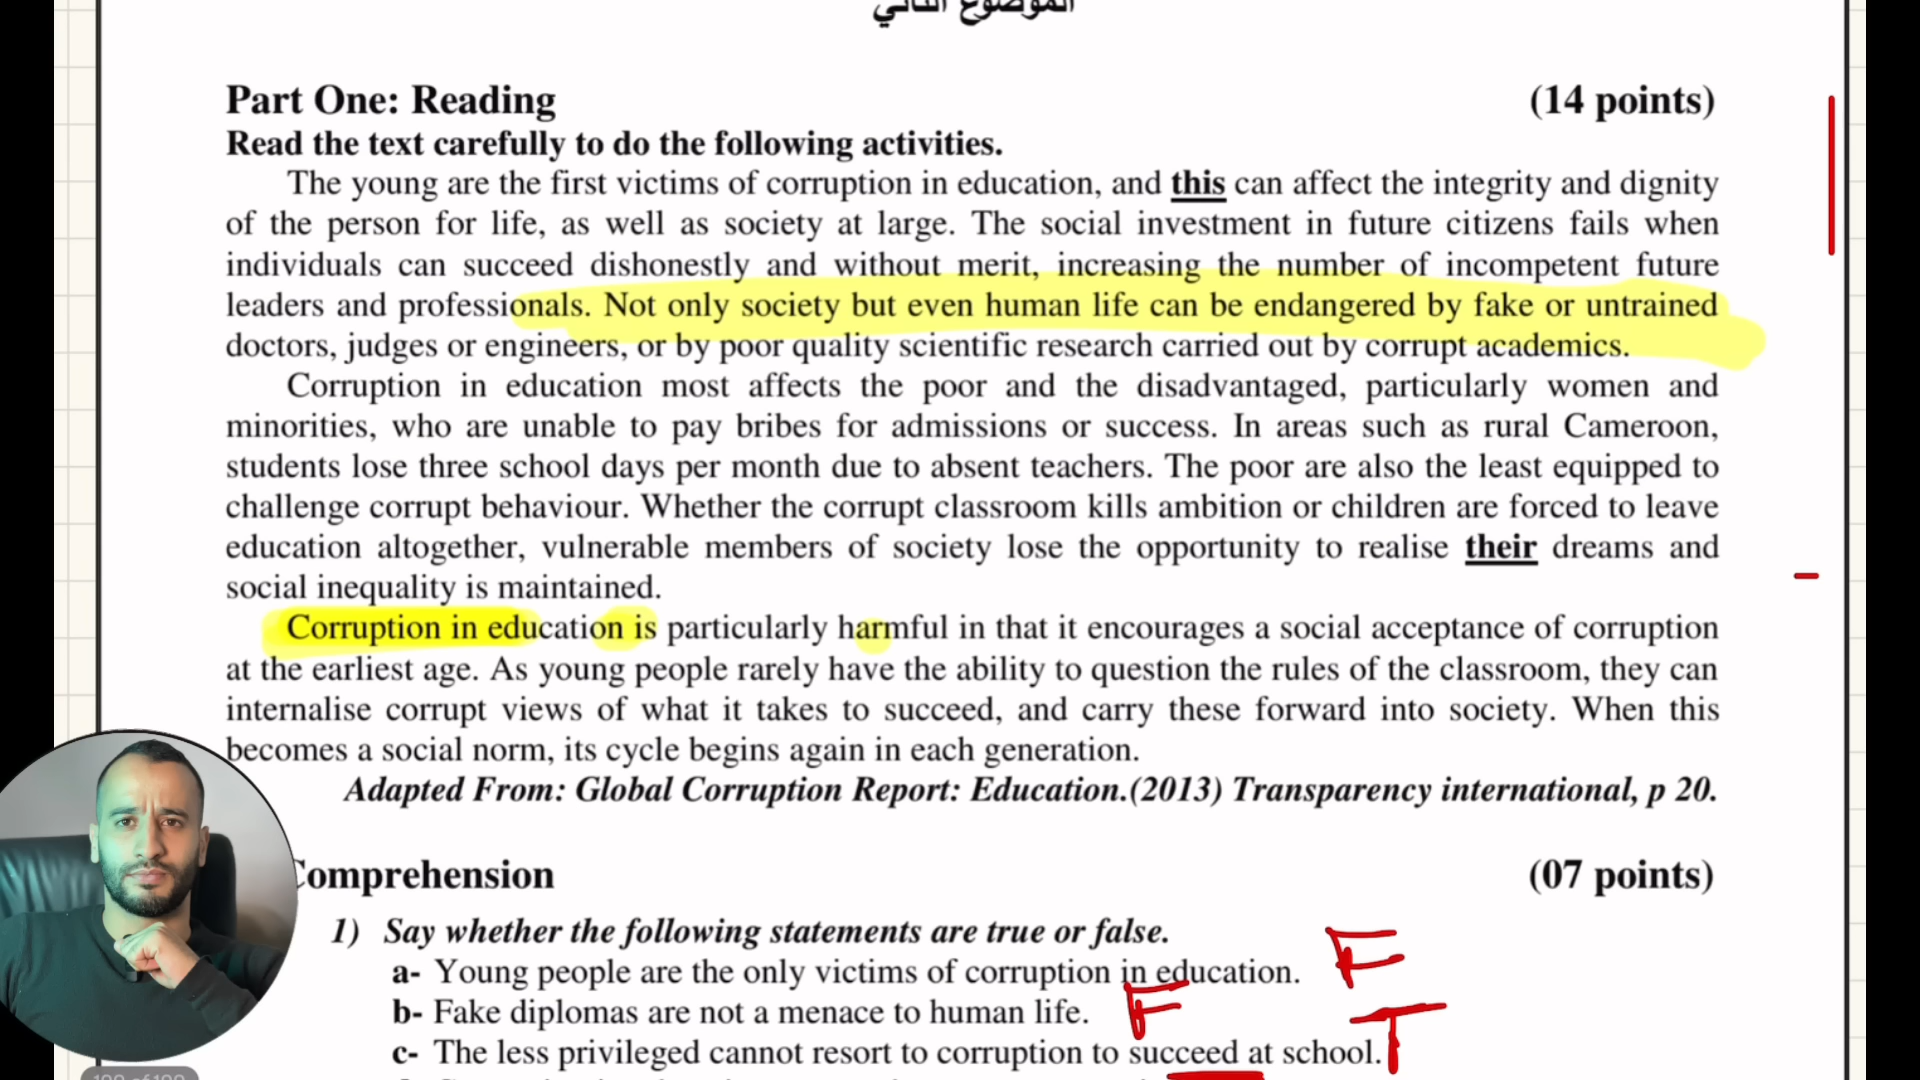 الموضوع الثاني
Part One: Reading (14 points)
Read the text carefully to do the following activities.
The young are the first victims of corruption in education, and this can affect the integrity and dignity
of the person for life, as well as society at large. The social investment in future citizens fails when
individuals can succeed dishonestly and without merit, increasing the number of incompetent future
leaders and professionals. Not only society but even human life can be endangered by fake or untrained
doctors, judges or engineers, or by poor quality scientific research carried out by corrupt academics.
Corruption in education most affects the poor and the disadvantaged, particularly women and
minorities, who are unable to pay bribes for admissions or success. In areas such as rural Cameroon,
students lose three school days per month due to absent teachers. The poor are also the least equipped to
challenge corrupt behaviour. Whether the corrupt classroom kills ambition or children are forced to leave
education altogether, vulnerable members of society lose the opportunity to realise their dreams and
social inequality is maintained.
Corruption in education is particularly harmful in that it encourages a social acceptance of corruption
at the earliest age. As young people rarely have the ability to question the rules of the classroom, they can
internalise corrupt views of what it takes to succeed, and carry these forward into society. When this
becomes a social norm, its cycle begins again in each generation.
Adapted From: Global Corruption Report: Education.(2013) Transparency international, p 20.
Comprehension (07 points)
1) Say whether the following statements are true or false.
a- Young people are the only victims of corruption in education. F
b- Fake diplomas are not a menace to human life. F
c- The less privileged cannot resort to corruption to succeed at school. T